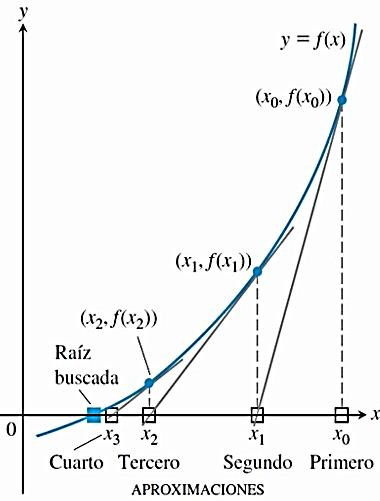 y
y = f(x)
(x₀, f(x₀))
(x₁, f(x₁))
(x₂, f(x₂))
Raíz
buscada
0
x₃ x₂ x₁ x₀ x
Cuarto Tercero Segundo Primero
APROXIMACIONES